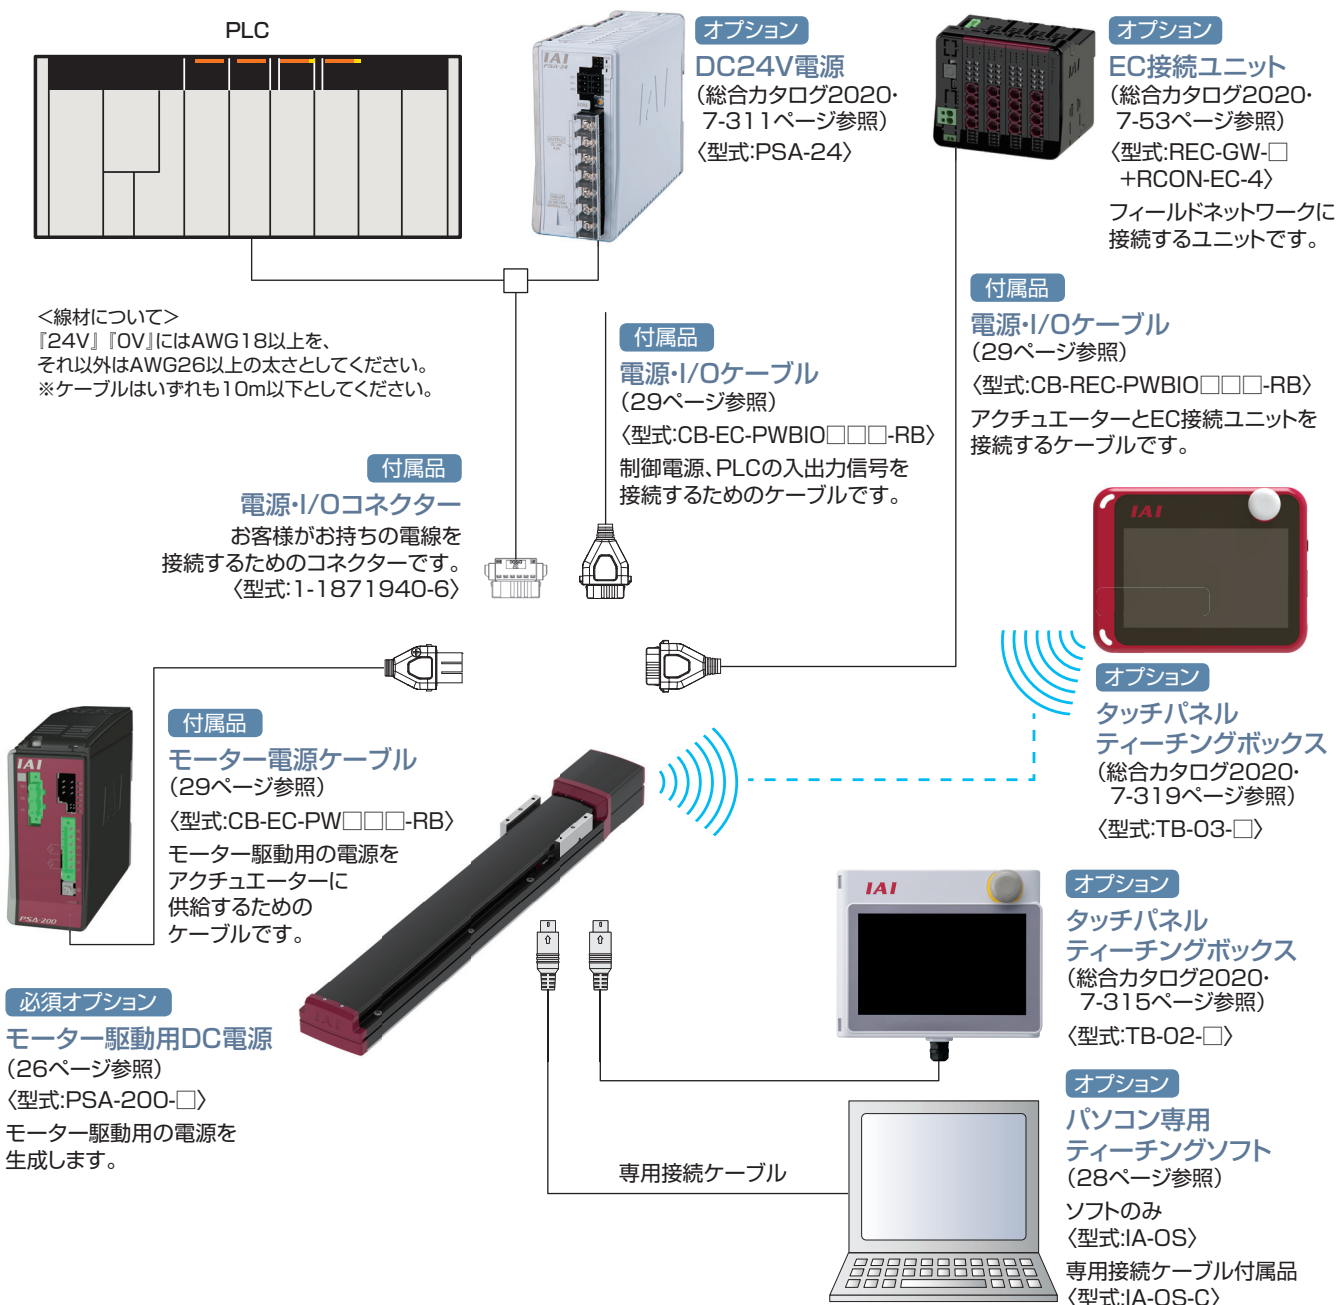 PLC
オプション
DC24V電源
(総合カタログ2020・
7-311ページ参照)
〈型式:PSA-24〉
オプション
EC接続ユニット
(総合カタログ2020・
7-53ページ参照)
〈型式:REC-GW-□
+RCON-EC-4〉
フィールドネットワークに
接続するユニットです。
IAI
PSA-24
IAI
<線材について>
『24V』『0V』にはAWG18以上を、
それ以外はAWG26以上の太さとしてください。
※ケーブルはいずれも10m以下としてください。
付属品
電源・I/Oケーブル
(29ページ参照)
〈型式:CB-EC-PWBIO□□□-RB〉
制御電源、PLCの入出力信号を
接続するためのケーブルです。
付属品
電源・I/Oケーブル
(29ページ参照)
〈型式:CB-REC-PWBIO□□□-RB〉
アクチュエーターとEC接続ユニットを
接続するケーブルです。
付属品
電源・I/Oコネクター
お客様がお持ちの電線を
接続するためのコネクターです。
〈型式:1-1871940-6〉
IAI
オプション
タッチパネル
ティーチングボックス
(総合カタログ2020・
7-319ページ参照)
〈型式:TB-03-□〉
付属品
モーター電源ケーブル
(29ページ参照)
〈型式:CB-EC-PW□□□-RB〉
モーター駆動用の電源を
アクチュエーターに
供給するための
ケーブルです。
IAI
PSA-200
必須オプション
モーター駆動用DC電源
(26ページ参照)
〈型式:PSA-200-□〉
モーター駆動用の電源を
生成します。
IAI
IAI
オプション
タッチパネル
ティーチングボックス
(総合カタログ2020・
7-315ページ参照)
〈型式:TB-02-□〉
オプション
パソコン専用
ティーチングソフト
(28ページ参照)
ソフトのみ
〈型式:IA-OS〉
専用接続ケーブル付属品
〈型式:IA-OS-C〉
専用接続ケーブル